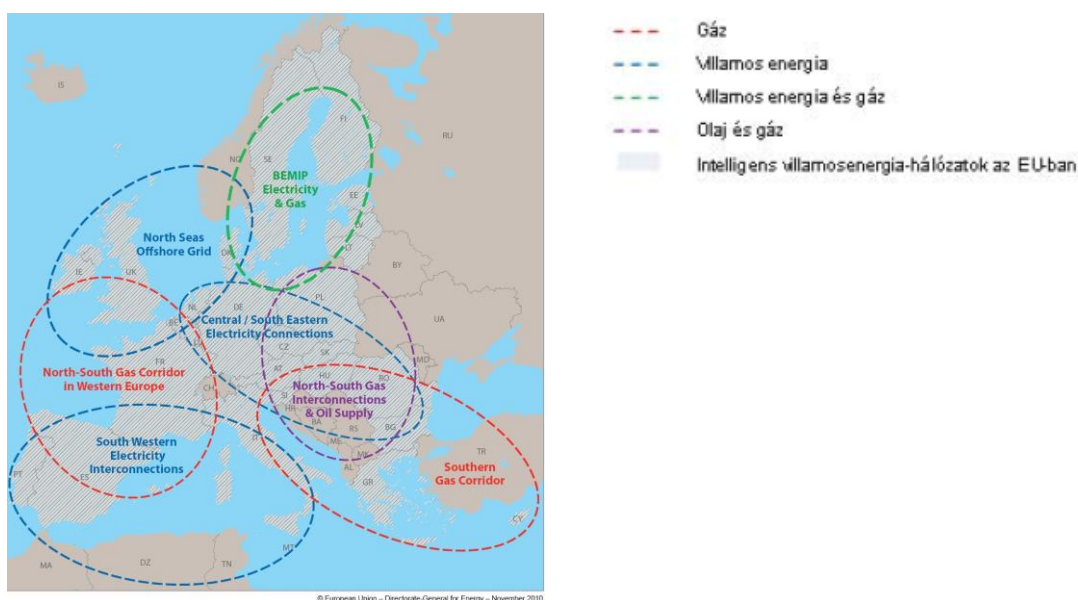 IS
RU
NO
SE
FI
BEMIP
Electricity
& Gas
EE
LV
LT
DK
North Seas
Offshore Grid
IE
UK
BY
NL
DE
PL
BE
Central / South Eastern
Electricity Connections
UA
LU
CZ
SK
MD
FR
AT
HU
RO
CH
North-South Gas Corridor
in Western Europe
North-South Gas
Interconnections
& Oil Supply
SI
HR
BA
RS
BG
IT
ME
MK
AL
TR
South Western
Electricity
Interconnections
PT
ES
GR
Southern
Gas Corridor
CY
MT
MA
DZ
TN
© European Union – Directorate-General for Energy – November 2010
Gáz
Villamos energia
Villamos energia és gáz
Olaj és gáz
Intelligens villamosenergia-hálózatok az EU-ban